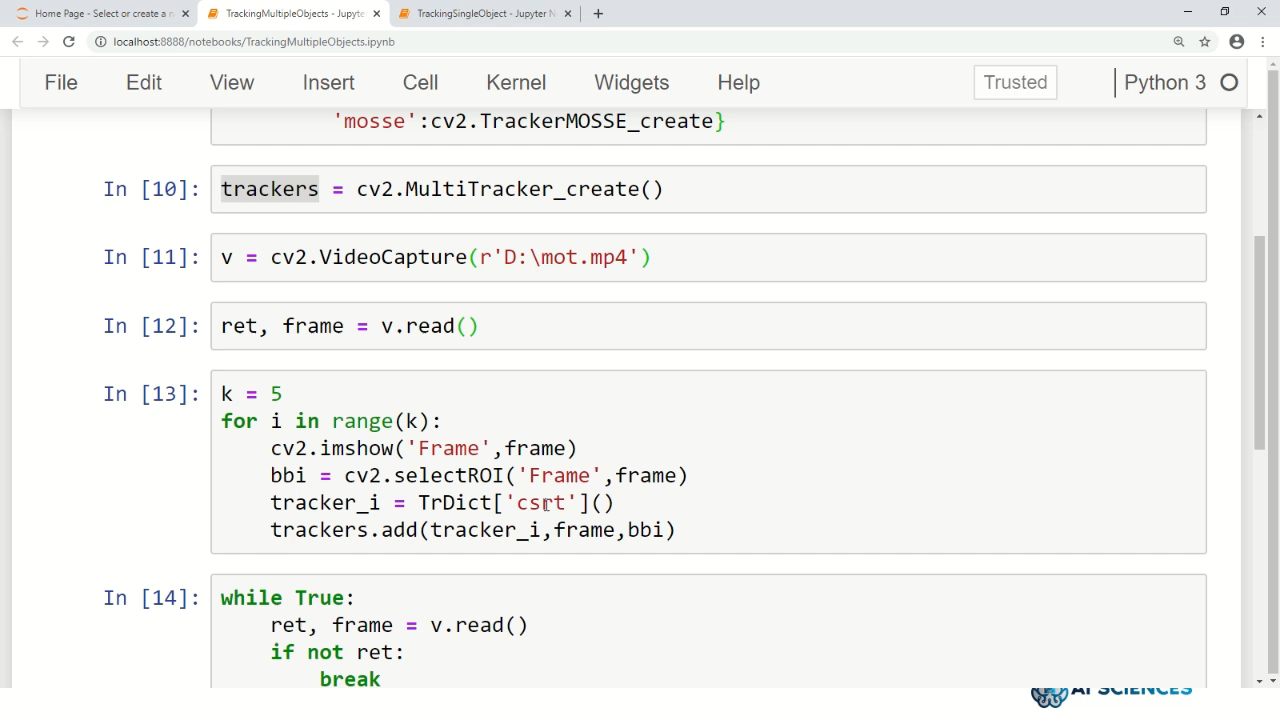 Home Page - Select or create a n
TrackingMultipleObjects - Jupyte
TrackingSingleObject - Jupyter N
localhost:8888/notebooks/TrackingMultipleObjects.ipynb
File Edit View Insert Cell Kernel Widgets Help Trusted Python 3
'mosse':cv2.TrackerMOSSE_create}
In [10]: trackers = cv2.MultiTracker_create()
In [11]: v = cv2.VideoCapture(r'D:\mot.mp4')
In [12]: ret, frame = v.read()
In [13]: k = 5
for i in range(k):
cv2.imshow('Frame',frame)
bbi = cv2.selectROI('Frame',frame)
tracker_i = TrDict['csrt']()
trackers.add(tracker_i,frame,bbi)
In [14]: while True:
ret, frame = v.read()
if not ret:
break
AI SCIENCES